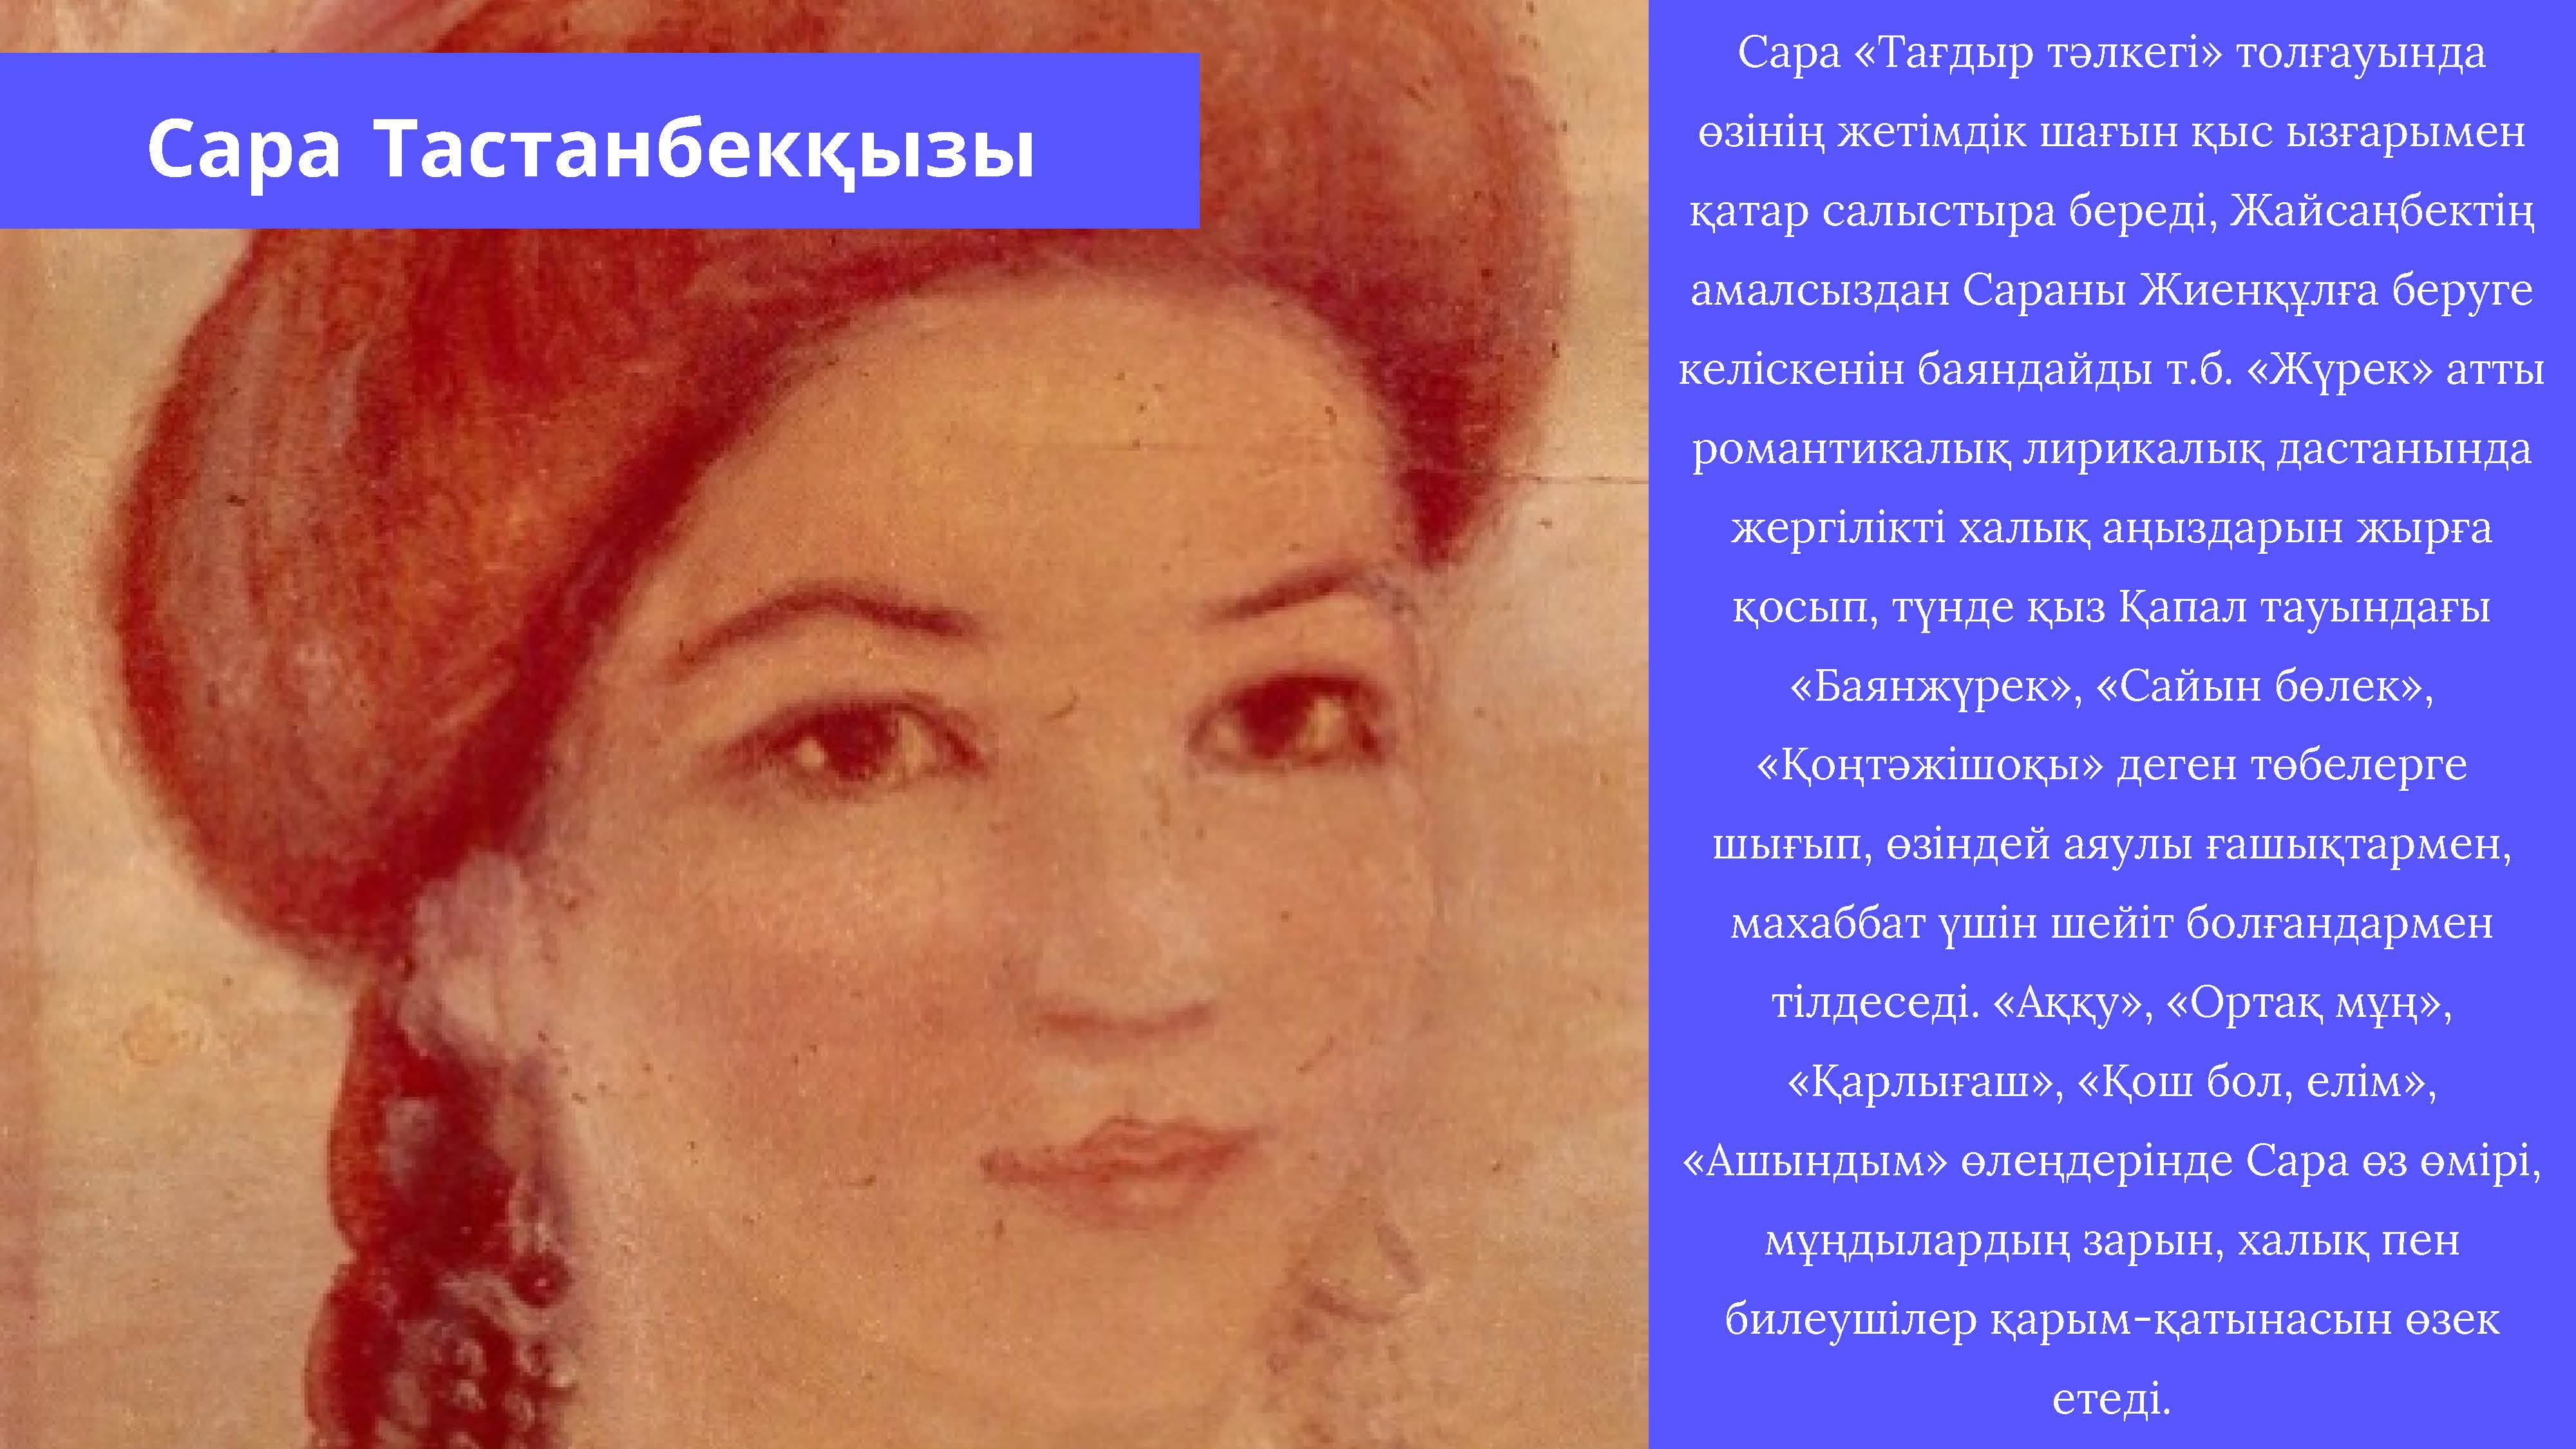 Сара Тастанбекқызы
Сара «Тағдыр тәлкегі» толғауында
өзінің жетімдік шағын қыс ызғарымен
қатар салыстыра береді, Жайсаңбектің
амалсыздан Сараны Жиенқұлға беруге
келіскенін баяндайды т.б. «Жүрек» атты
романтикалық лирикалық дастанында
жергілікті халық аңыздарын жырға
қосып, түнде қыз Қапал тауындағы
«Баянжүрек», «Сайын бөлек»,
«Қоңтәжішоқы» деген төбелерге
шығып, өзіндей аяулы ғашықтармен,
махаббат үшін шейіт болғандармен
тілдеседі. «Аққу», «Ортақ мұң»,
«Қарлығаш», «Қош бол, елім»,
«Ашындым» өлеңдерінде Сара өз өмірі,
мұңдылардың зарын, халық пен
билеушілер қарым-қатынасын өзек
етеді.